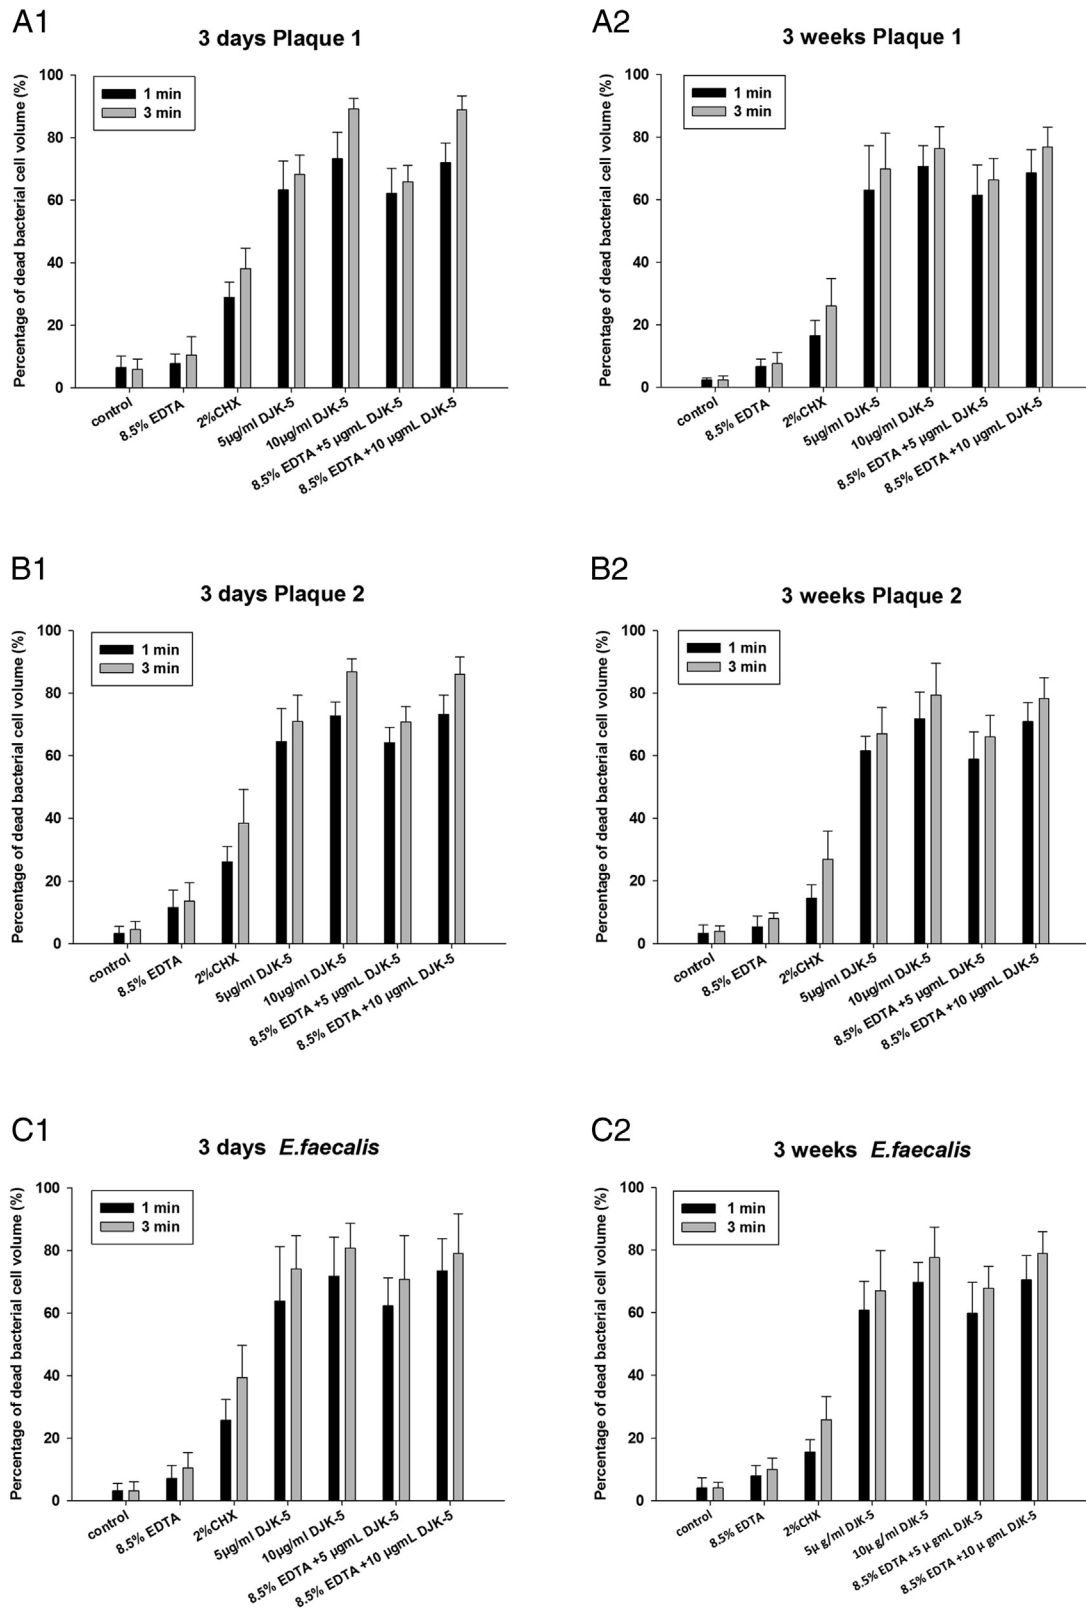 A1
3 days Plaque 1
Percentage of dead bacterial cell volume (%)
100
80
60
40
20
0
1 min
3 min
control
8.5% EDTA
2%CHX
5µg/ml DJK-5
10µg/ml DJK-5
8.5% EDTA +5 µgmL DJK-5
8.5% EDTA +10 µgmL DJK-5
A2
3 weeks Plaque 1
Percentage of dead bacterial cell volume (%)
100
80
60
40
20
0
1 min
3 min
control
8.5% EDTA
2%CHX
5µg/ml DJK-5
10µg/ml DJK-5
8.5% EDTA +5 µgmL DJK-5
8.5% EDTA +10 µgmL DJK-5
B1
3 days Plaque 2
Percentage of dead bacterial cell volume (%)
100
80
60
40
20
0
1 min
3 min
control
8.5% EDTA
2%CHX
5µg/ml DJK-5
10µg/ml DJK-5
8.5% EDTA +5 µgmL DJK-5
8.5% EDTA +10 µgmL DJK-5
B2
3 weeks Plaque 2
Percentage of dead bacterial cell volume (%)
100
80
60
40
20
0
1 min
3 min
control
8.5% EDTA
2%CHX
5µg/ml DJK-5
10µg/ml DJK-5
8.5% EDTA +5 µgmL DJK-5
8.5% EDTA +10 µgmL DJK-5
C1
3 days E.faecalis
Percentage of dead bacterial cell volume (%)
100
80
60
40
20
0
1 min
3 min
control
8.5% EDTA
2%CHX
5µg/ml DJK-5
10µg/ml DJK-5
8.5% EDTA +5 µgmL DJK-5
8.5% EDTA +10 µgmL DJK-5
C2
3 weeks E.faecalis
Percentage of dead bacterial cell volume (%)
100
80
60
40
20
0
1 min
3 min
control
8.5% EDTA
2%CHX
5µ g/ml DJK-5
10µ g/ml DJK-5
8.5% EDTA +5 µ gmL DJK-5
8.5% EDTA +10 µ gmL DJK-5